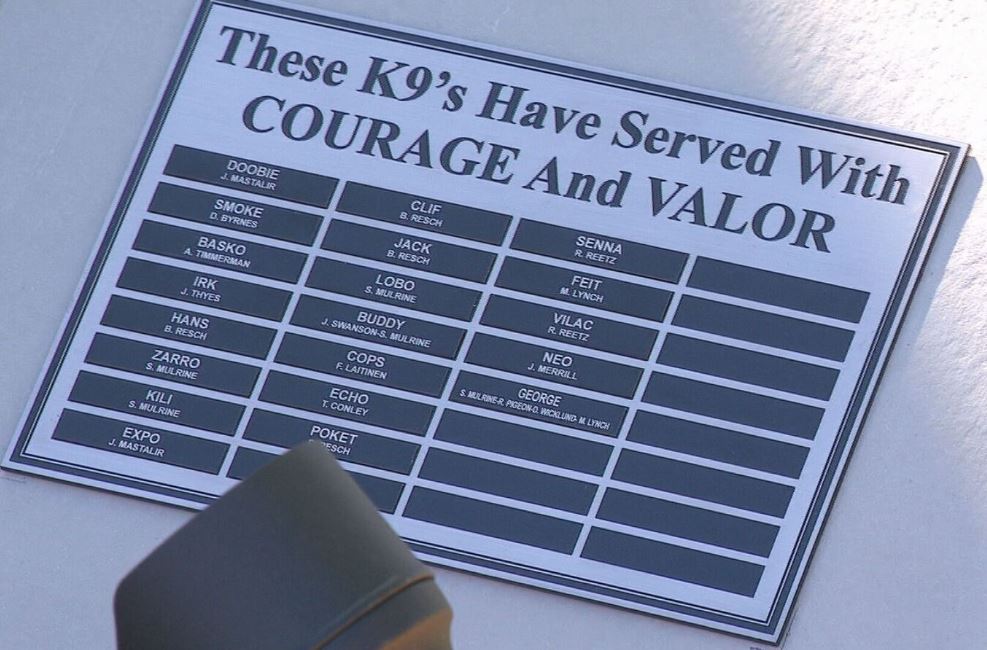 These K9's Have Served With
COURAGE And VALOR
DOOBIE
J. MASTALIR
SMOKE
D. BYRNES
BASKO
A. TIMMERMAN
IRK
J. THYES
HANS
B. RESCH
ZARRO
S. MULRINE
KILI
S. MULRINE
EXPO
J. MASTALIR
CLIF
B. RESCH
JACK
B. RESCH
LOBO
S. MULRINE
BUDDY
J. SWANSON-S. MULRINE
COPS
F. LAITINEN
ECHO
T. CONLEY
POKET
RESCH
SENNA
R. REETZ
FEIT
M. LYNCH
VILAC
R. REETZ
NEO
J. MERRILL
GEORGE
S. MULRINE-R. PIGEON-D. WICKLUND- M. LYNCH